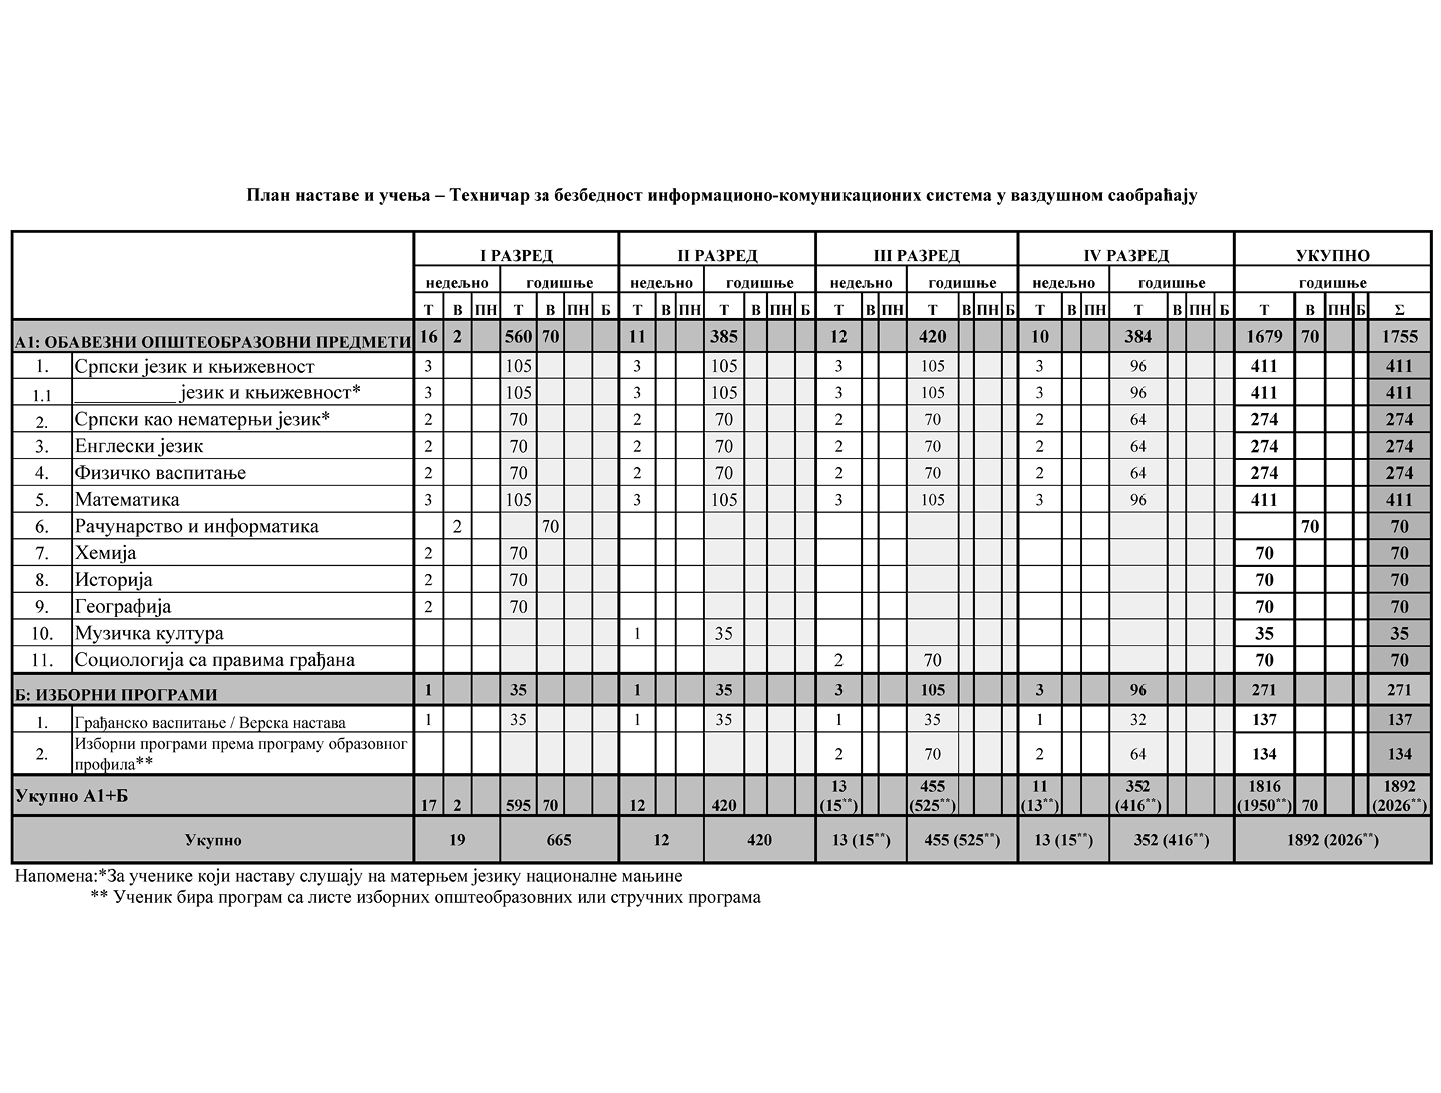 План наставе и учења – Техничар за безбедност информационо-комуникационих система у ваздушном саобраћају
I РАЗРЕД II РАЗРЕД III РАЗРЕД IV РАЗРЕД УКУПНО
недељно годишње недељно годишње недељно годишње недељно годишње годишње
Т В ПН Т В ПН Б Т В ПН Т В ПН Б Т В ПН Т В ПН Б Т В ПН Т В ПН Б Т В ПН Б Σ
А1: ОБАВЕЗНИ ОПШТЕОБРАЗОВНИ ПРЕДМЕТИ 16 2 560 70 11 385 12 420 10 384 1679 70 1755
1. Српски језик и књижевност 3 105 3 105 3 105 3 96 411 411
1.1 ___________ језик и књижевност* 3 105 3 105 3 105 3 96 411 411
2. Српски као нематерњи језик* 2 70 2 70 2 70 2 64 274 274
3. Енглески језик 2 70 2 70 2 70 2 64 274 274
4. Физичко васпитање 2 70 2 70 2 70 2 64 274 274
5. Математика 3 105 3 105 3 105 3 96 411 411
6. Рачунарство и информатика 2 70 70 70
7. Хемија 2 70 70 70
8. Историја 2 70 70 70
9. Географија 2 70 70 70
10. Музичка култура 1 35 35 35
11. Социологија са правима грађана 2 70 70 70
Б: ИЗБОРНИ ПРОГРАМИ 1 35 1 35 3 105 3 96 271 271
1. Грађанско васпитање / Верска настава 1 35 1 35 1 35 1 32 137 137
2. Изборни програми према програму образовног
профила** 2 70 2 64 134 134
Укупно А1+Б 17 2 595 70 12 420 13 (15**) 455 (525**) 11 (13**) 352 (416**) 1816 (1950**) 70 1892 (2026**)
Укупно 19 665 12 420 13 (15**) 455 (525**) 13 (15**) 352 (416**) 1892 (2026**)
Напомена:*За ученике који наставу слушају на матерњем језику националне мањине
** Ученик бира програм са листе изборних општеобразовних или стручних програма